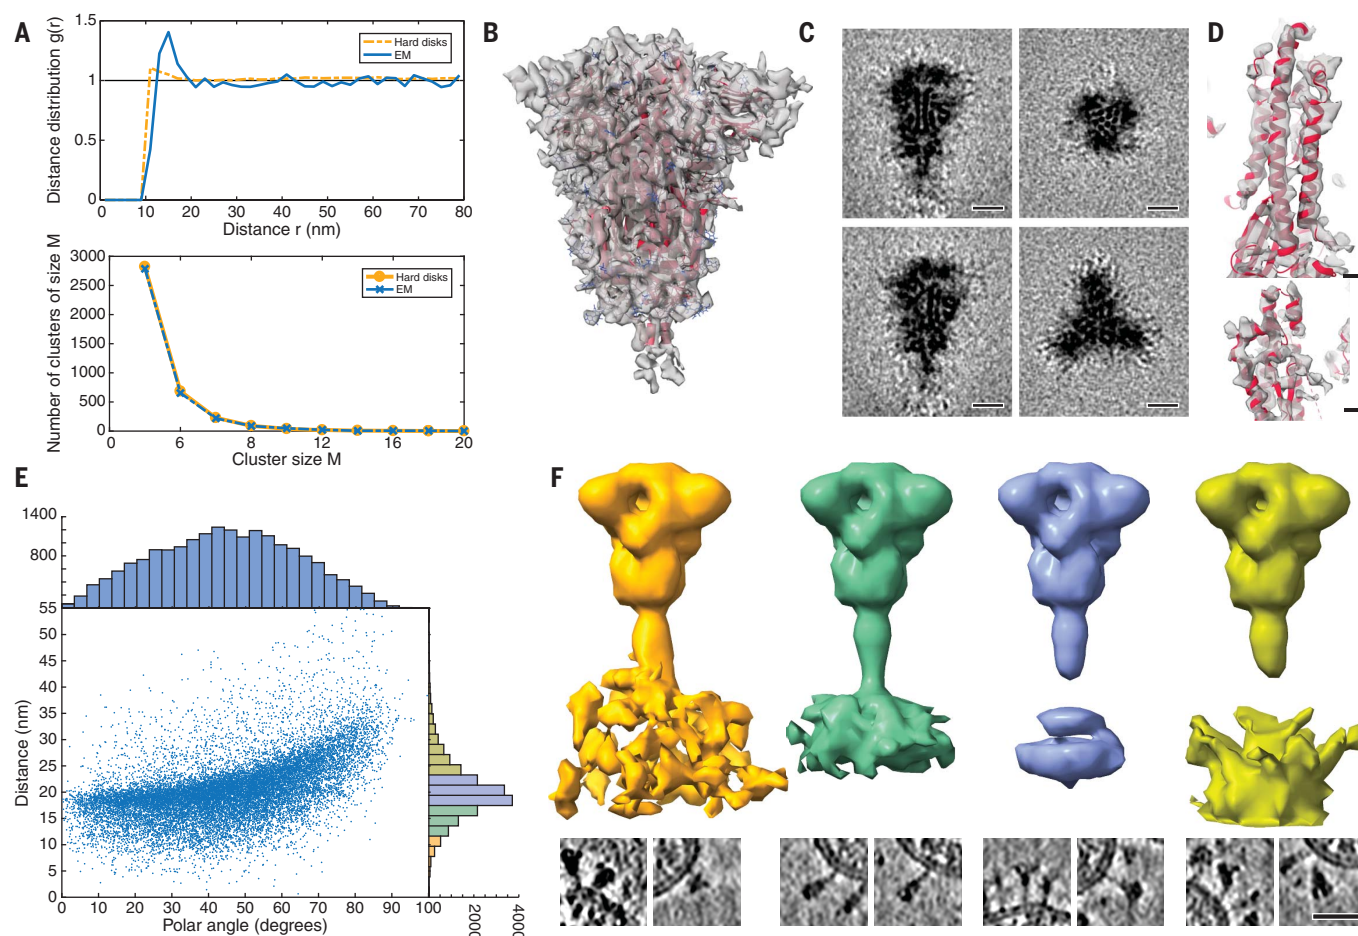 A
Distance distribution g(r)
1.5
1
0.5
0
Hard disks
EM
0 10 20 30 40 50 60 70 80
Distance r (nm)
Number of clusters of size M
3000
2500
2000
1500
1000
500
0
Hard disks
EM
0 6 8 12 16 20
Cluster size M
B
C
D
E
1400
800
55
50
45
40
35
30
25
20
15
10
5
0
Distance (nm)
0 10 20 30 40 50 60 70 80 90 100
Polar angle (degrees)
2000
4000
F